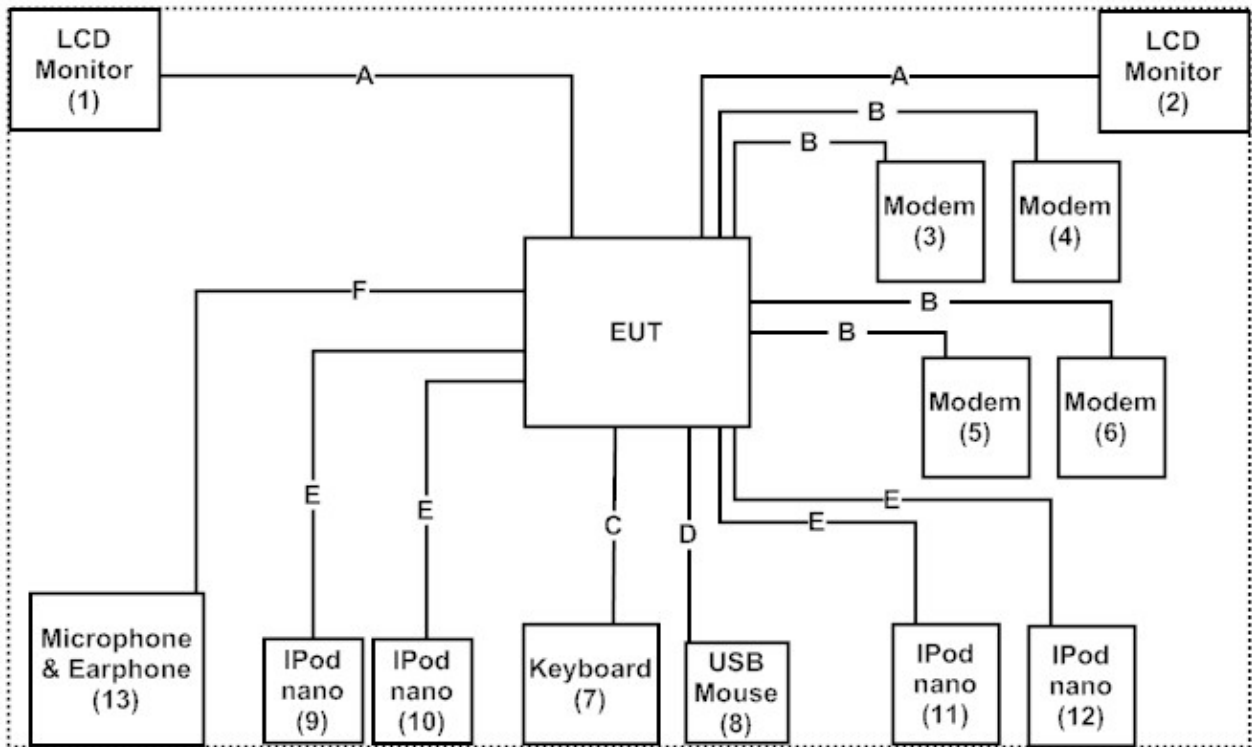 LCD
Monitor
(1)
A
A
LCD
Monitor
(2)
B
B
Modem
(3)
Modem
(4)
F
EUT
B
B
Modem
(5)
Modem
(6)
E
E
C
D
E
E
Microphone
& Earphone
(13)
IPod
nano
(9)
IPod
nano
(10)
Keyboard
(7)
USB
Mouse
(8)
IPod
nano
(11)
IPod
nano
(12)